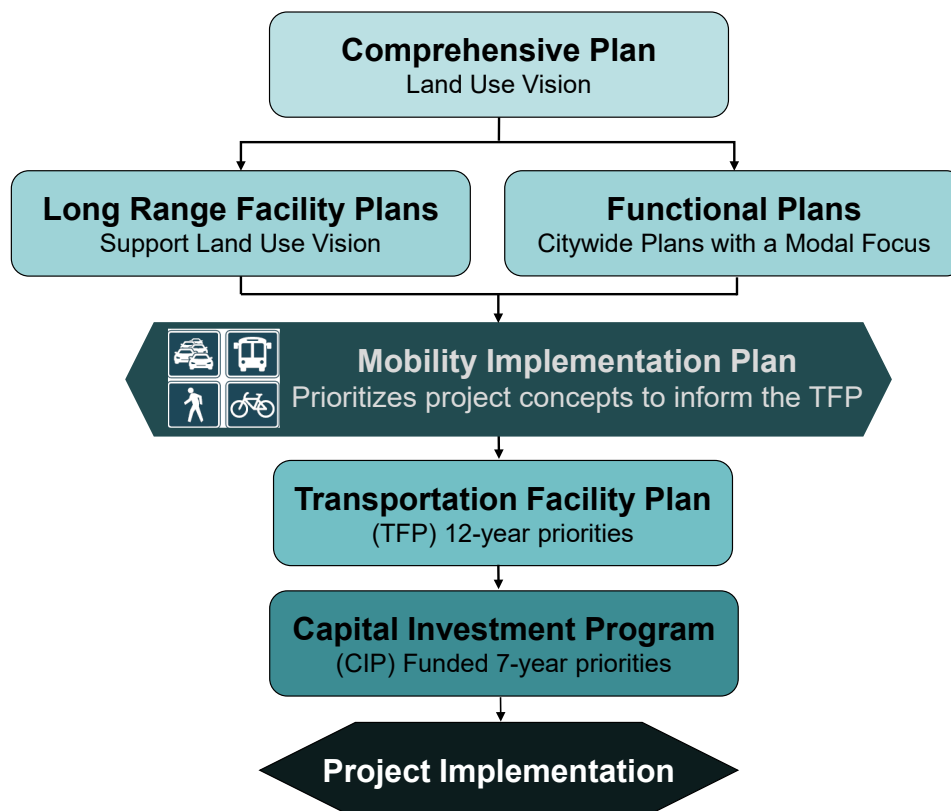 Comprehensive Plan
Land Use Vision
Long Range Facility Plans
Support Land Use Vision
Functional Plans
Citywide Plans with a Modal Focus
Mobility Implementation Plan
Prioritizes project concepts to inform the TFP
Transportation Facility Plan
(TFP) 12-year priorities
Capital Investment Program
(CIP) Funded 7-year priorities
Project Implementation